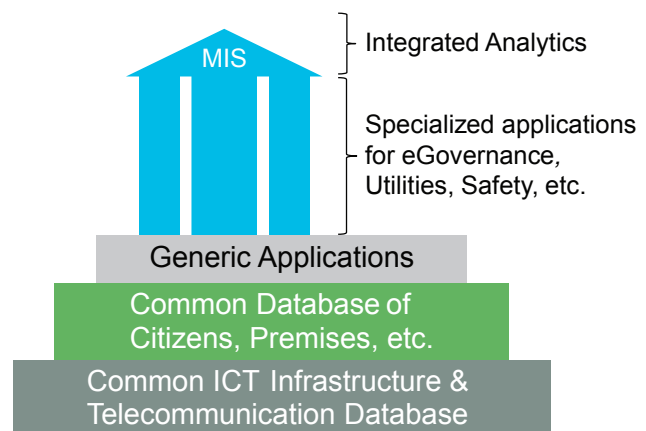 MIS
Integrated Analytics
Specialized applications
for eGovernance,
Utilities, Safety, etc.
Generic Applications
Common Database of
Citizens, Premises, etc.
Common ICT Infrastructure &
Telecommunication Database